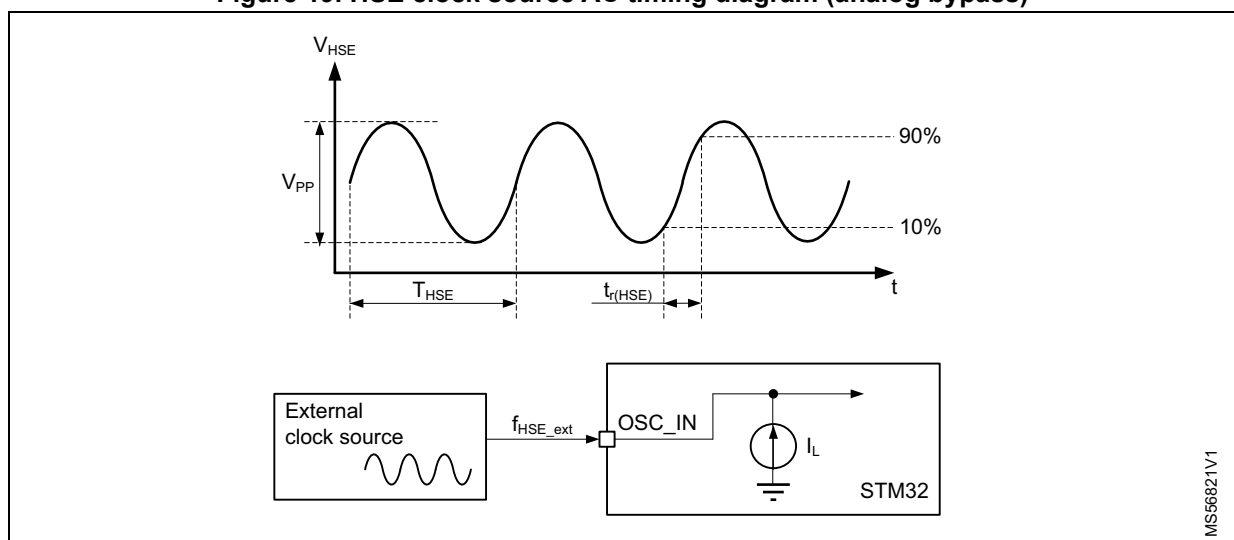 Figure 19. HSE clock source AC timing diagram (analog bypass)
V_HSE
90%
V_PP
10%
T_HSE
t_r(HSE)
t
External
clock source
f_HSE_ext
OSC_IN
I_L
STM32
MS56821V1